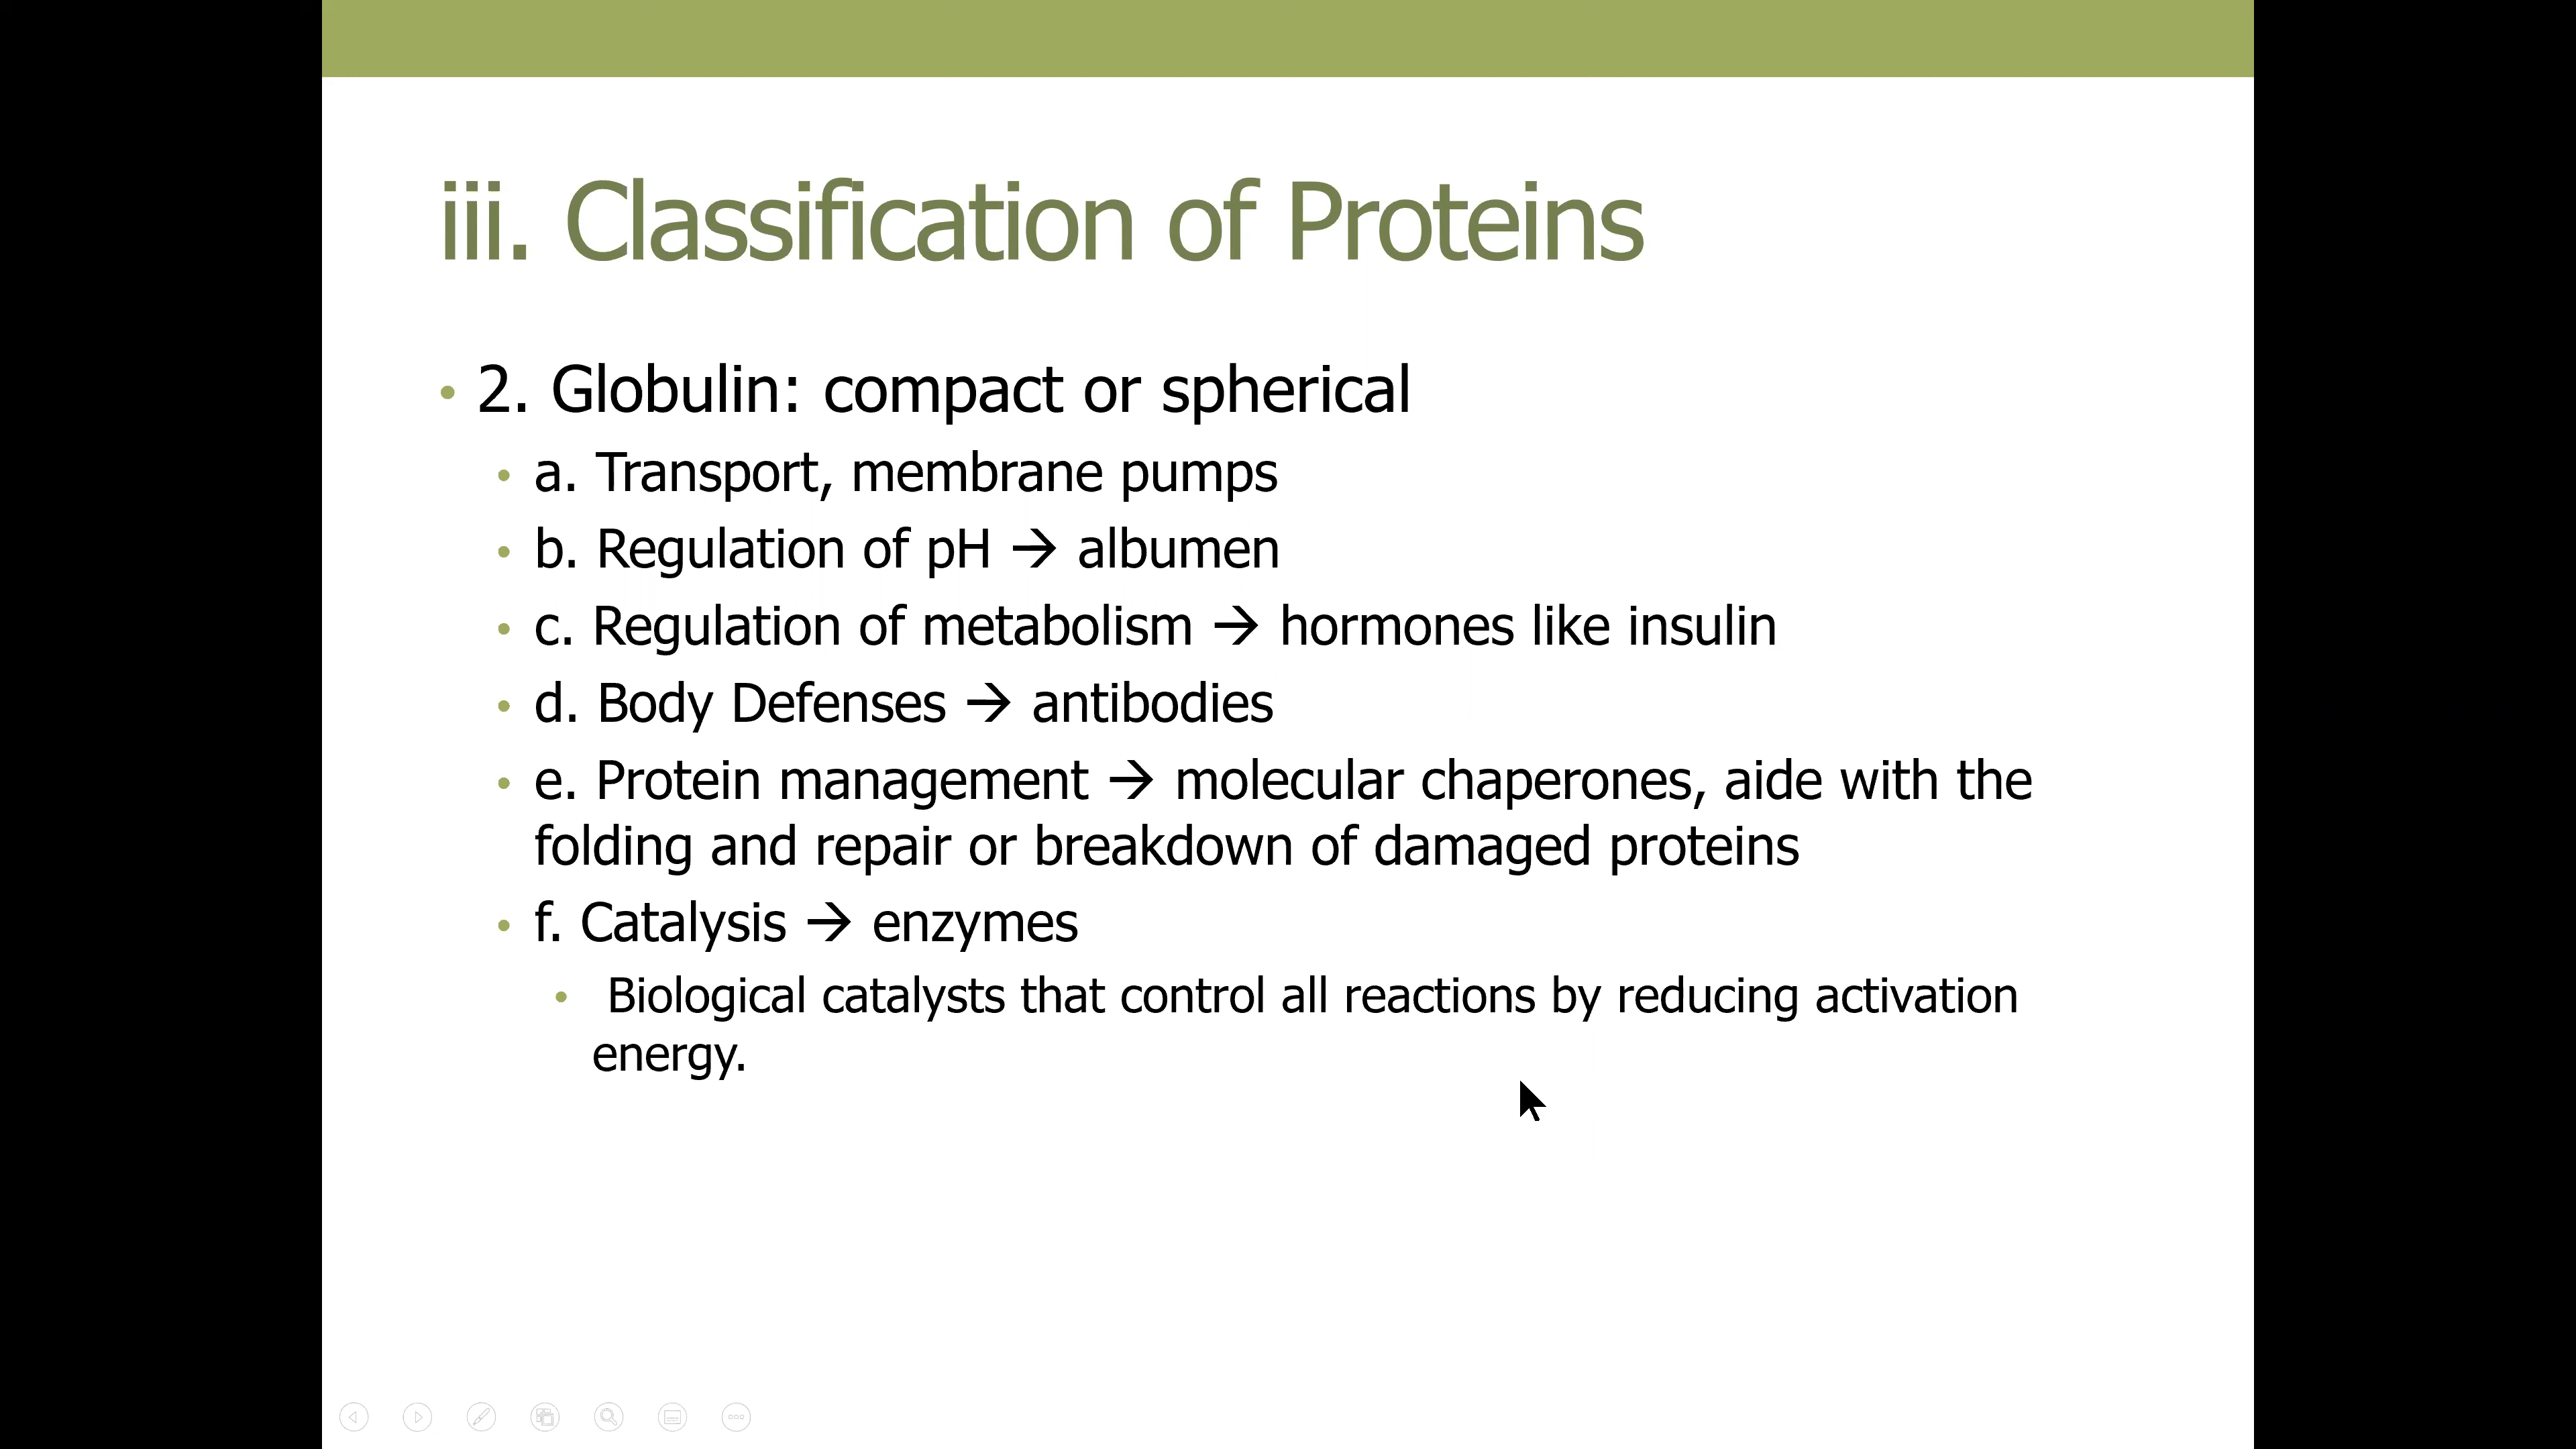 iii. Classification of Proteins
• 2. Globulin: compact or spherical
• a. Transport, membrane pumps
• b. Regulation of pH → albumen
• c. Regulation of metabolism → hormones like insulin
• d. Body Defenses → antibodies
• e. Protein management → molecular chaperones, aide with the
folding and repair or breakdown of damaged proteins
• f. Catalysis → enzymes
• Biological catalysts that control all reactions by reducing activation
energy.